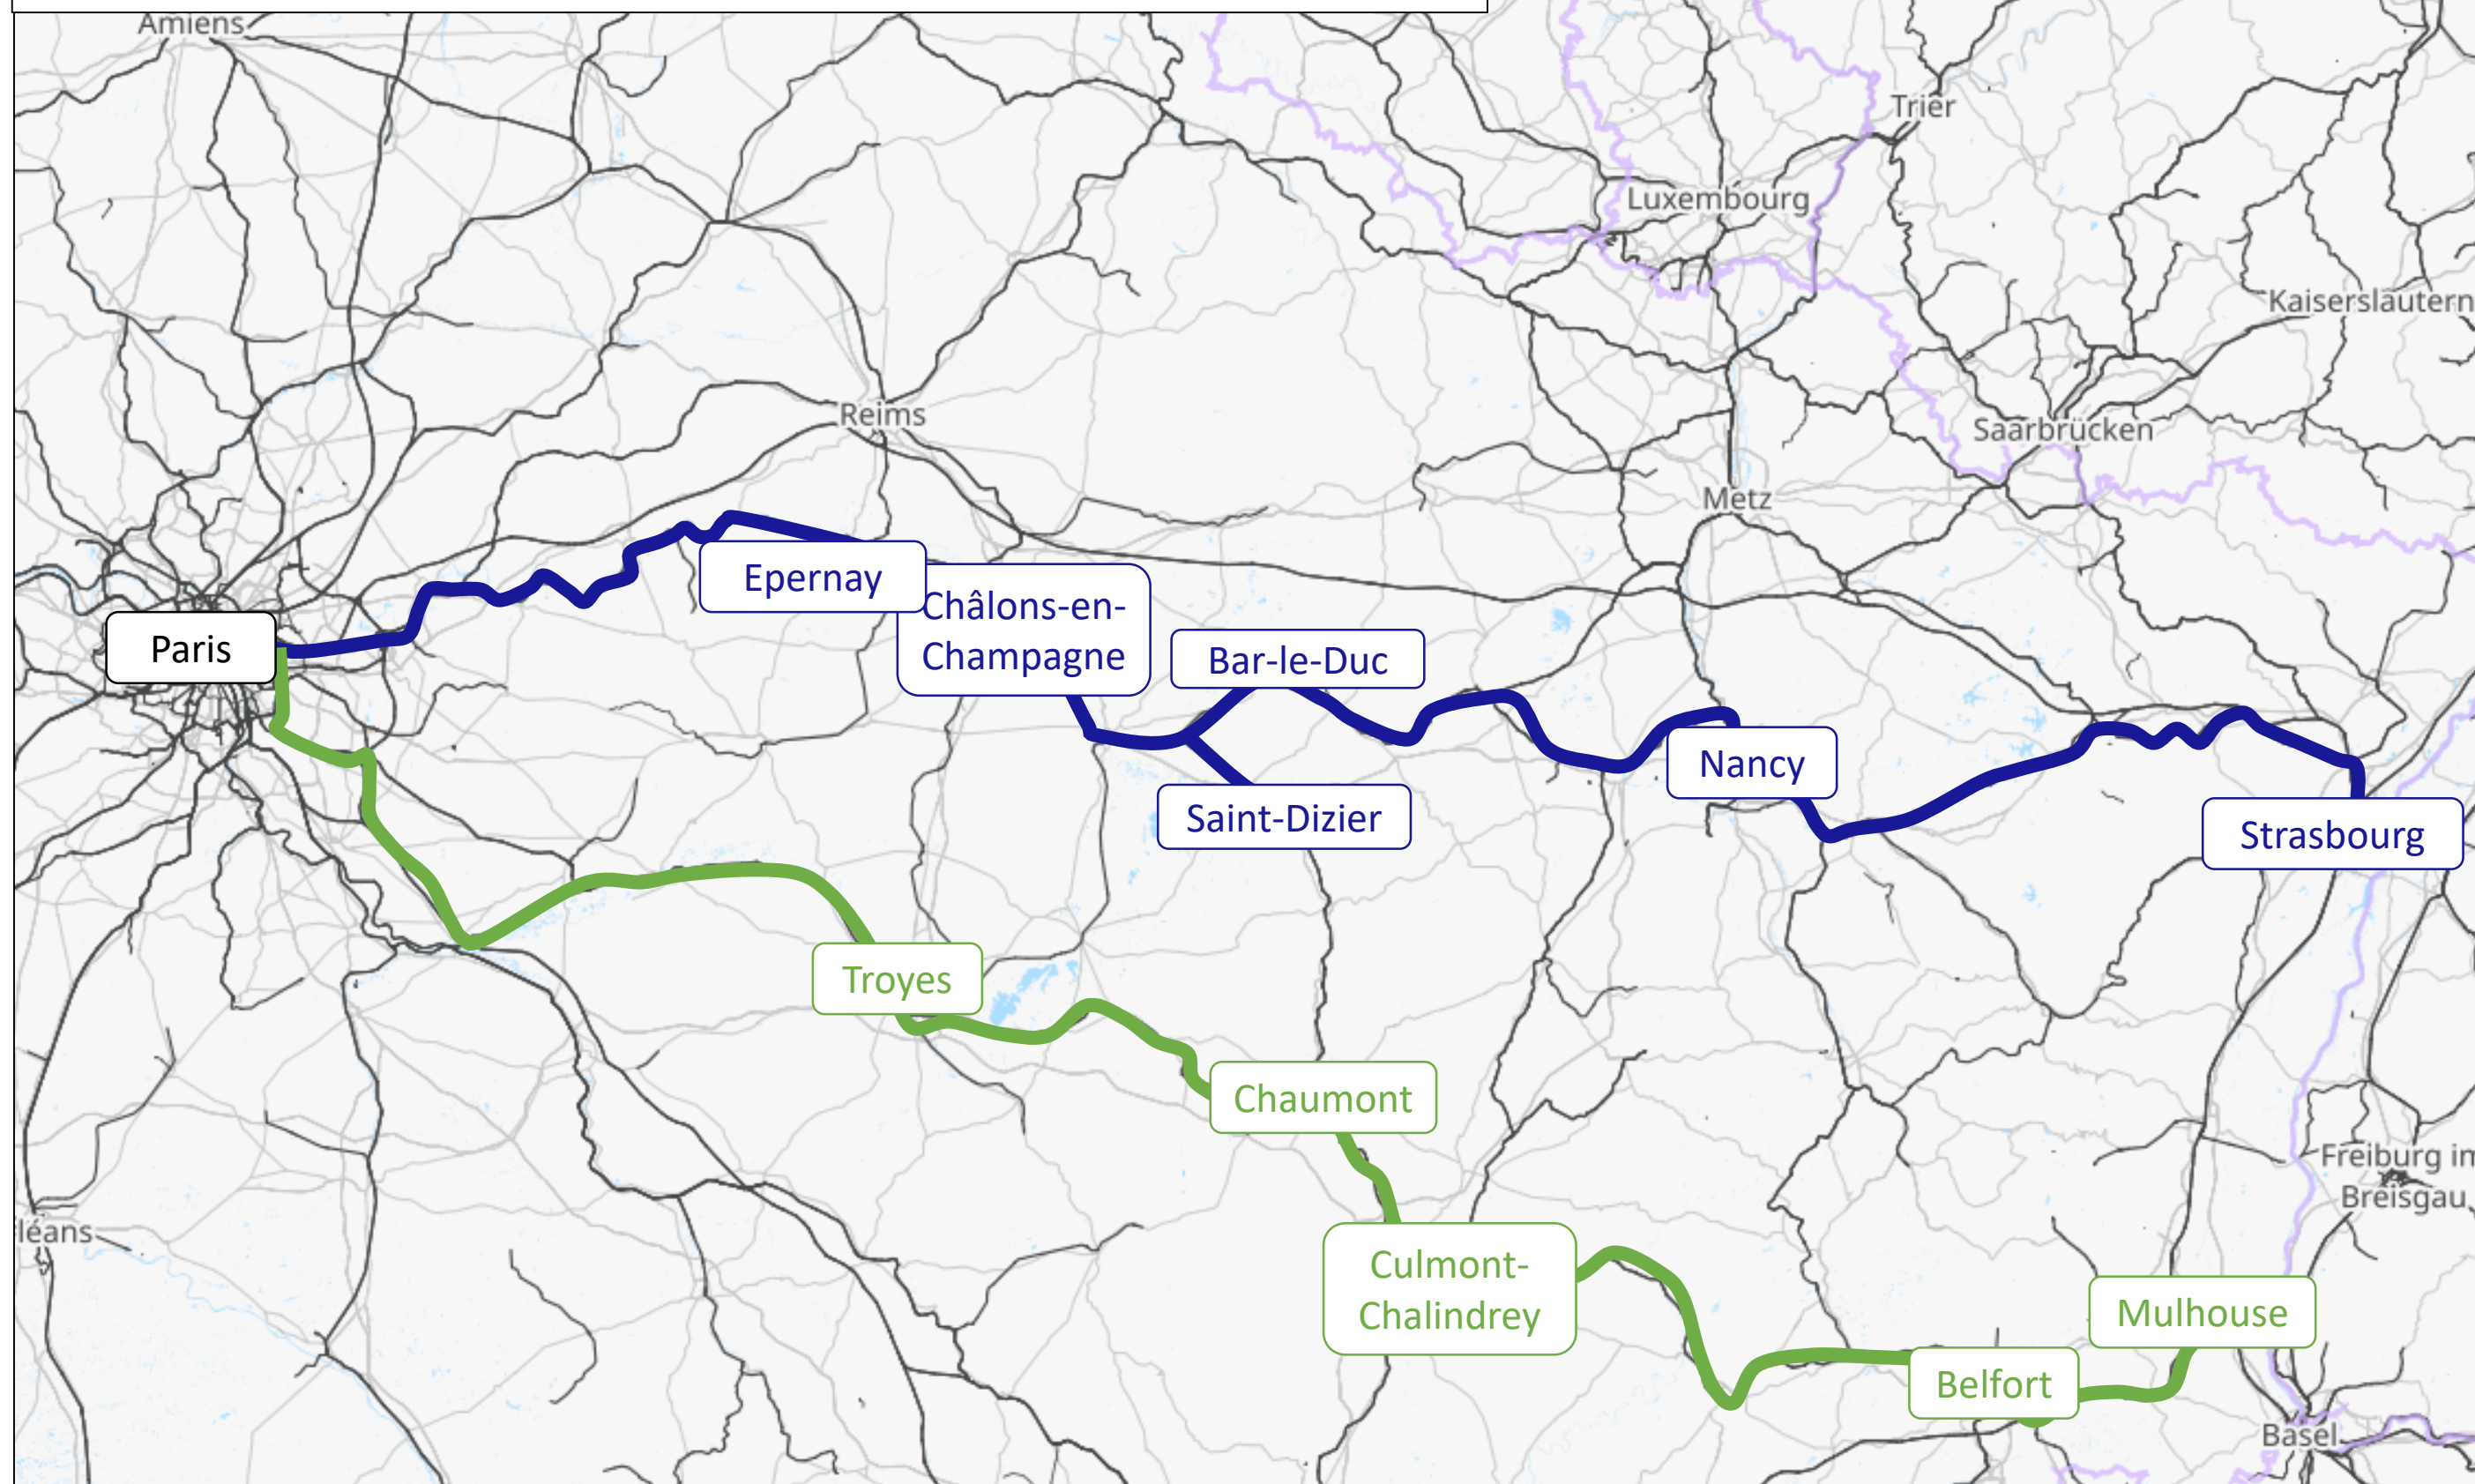 Amiens
Trier
Luxembourg
Kaiserslautern
Reims
Saarbrücken
Metz
Epernay
Châlons-en-
Champagne
Paris
Bar-le-Duc
Nancy
Saint-Dizier
Strasbourg
Troyes
Chaumont
Freiburg im
Breisgau
léans
Culmont-
Chalindrey
Mulhouse
Belfort
Basel